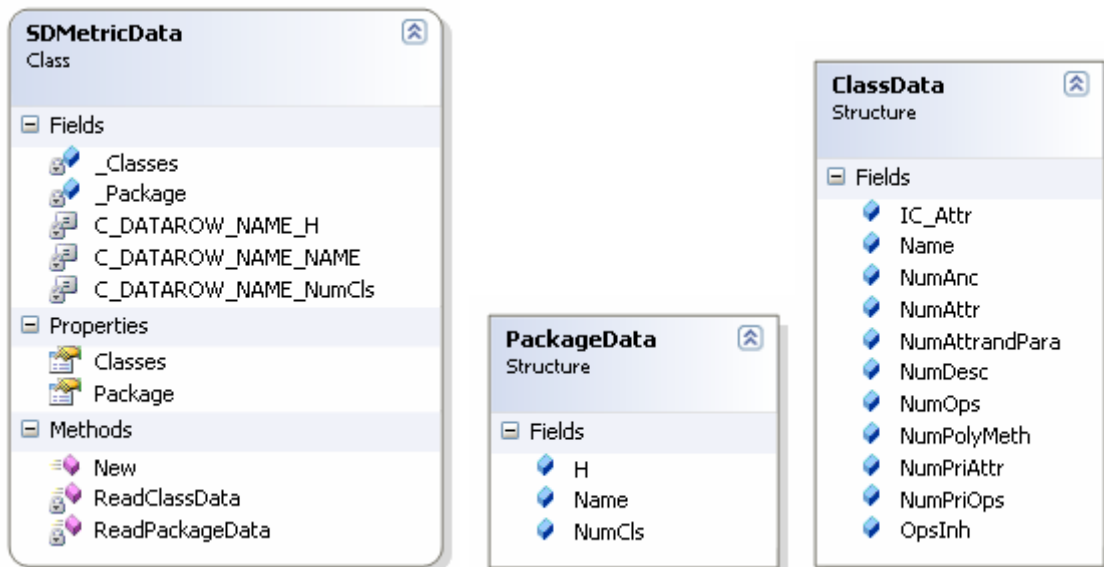 SDMetricData
Class
Fields
_Classes
_Package
C_DATAROW_NAME_H
C_DATAROW_NAME_NAME
C_DATAROW_NAME_NumCls
Properties
Classes
Package
Methods
New
ReadClassData
ReadPackageData
PackageData
Structure
Fields
H
Name
NumCls
ClassData
Structure
Fields
IC_Attr
Name
NumAnc
NumAttr
NumAttrandPara
NumDesc
NumOps
NumPolyMeth
NumPriAttr
NumPriOps
OpsInh